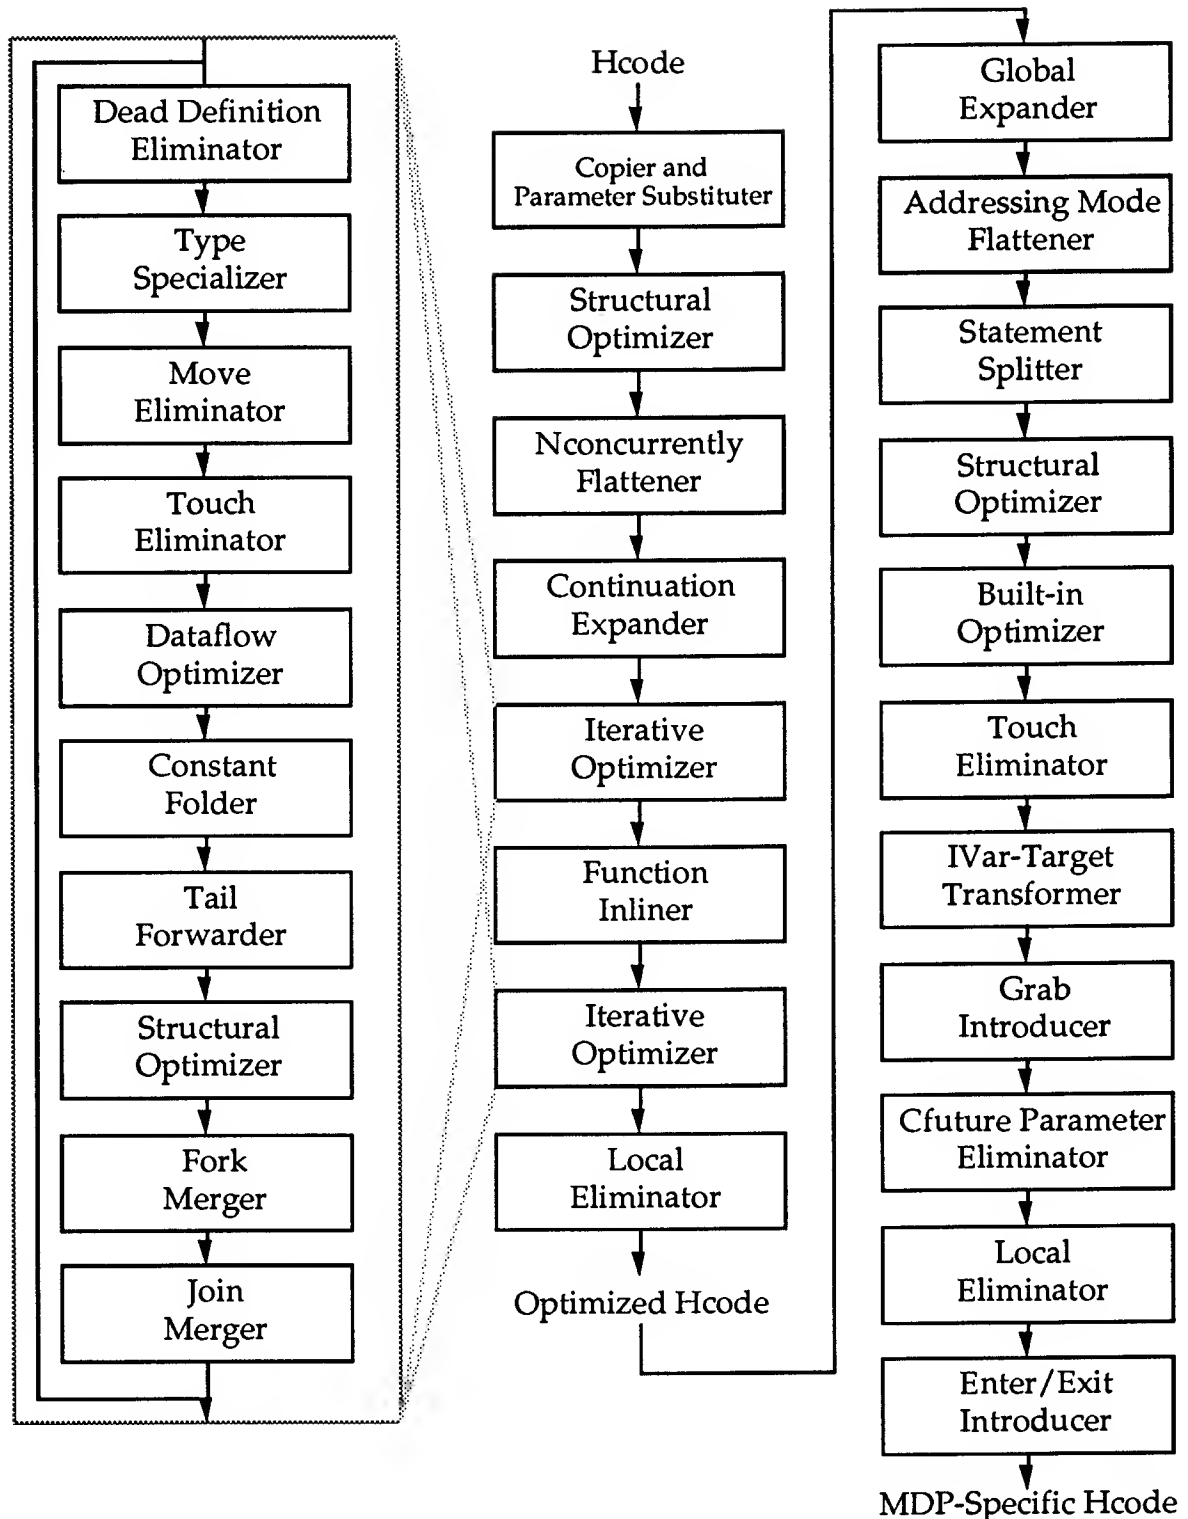 Dead Definition
Eliminator
Type
Specializer
Move
Eliminator
Touch
Eliminator
Dataflow
Optimizer
Constant
Folder
Tail
Forwarder
Structural
Optimizer
Fork
Merger
Join
Merger
Hcode
Copier and
Parameter Substituter
Structural
Optimizer
Nconcurrently
Flattener
Continuation
Expander
Iterative
Optimizer
Function
Inliner
Iterative
Optimizer
Local
Eliminator
Optimized Hcode
Global
Expander
Addressing Mode
Flattener
Statement
Splitter
Structural
Optimizer
Built-in
Optimizer
Touch
Eliminator
IVar-Target
Transformer
Grab
Introducer
Cfuture Parameter
Eliminator
Local
Eliminator
Enter/Exit
Introducer
MDP-Specific Hcode